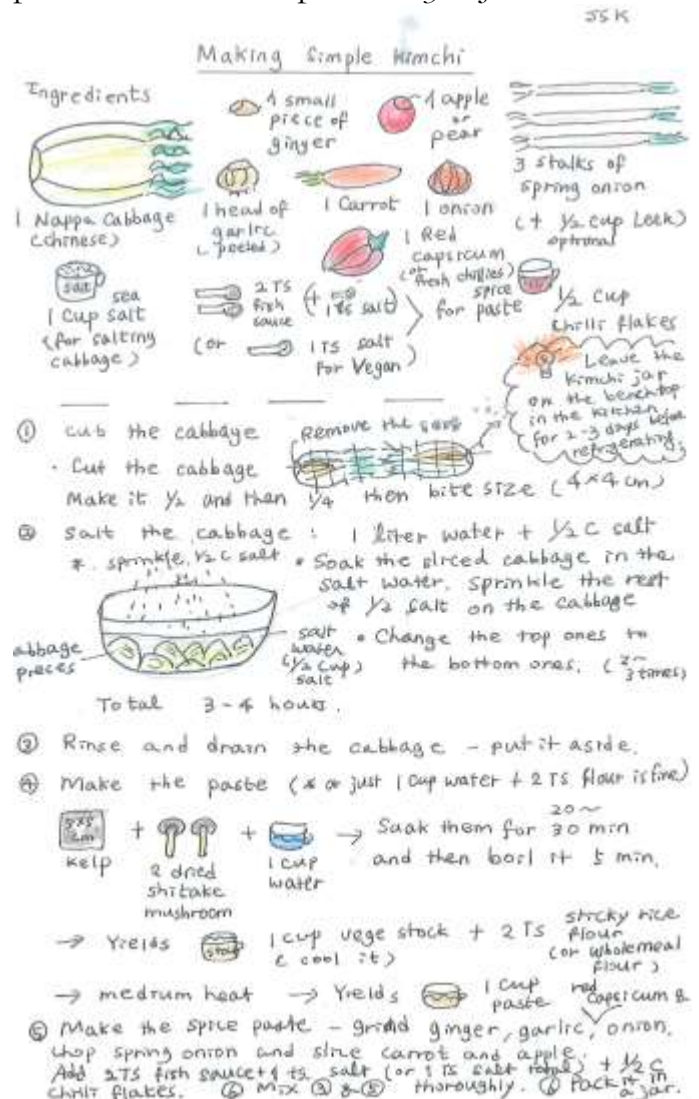 JSK
Making Simple Kimchi
Ingredients
1 Nappa Cabbage
(chinese)
1 small
piece of
ginger
1 apple
or
pear
3 stalks of
spring onion
(+ ½ cup Leek)
optional
1 head of
garlic
(peeled)
1 Carrot
1 onion
1 Red
capsicum
(or
fresh chillies)
salt
sea
1 Cup salt
(for salting
cabbage)
2 TS
fish
sauce
salt)
(or
1 TS salt
for Vegan)
spice
for paste
½ cup
chilli flakes
Leave the
kimchi jar
on the benchtop
in the kitchen
for 2-3 days before
refrigerating.
① Cut the cabbage
Remove the
· Cut the cabbage
Make it ½ and then ¼ then bite size (4×4 cm)
② Salt the cabbage : 1 liter water + ½ C salt
* sprinkle ½ C salt
• Soak the sliced cabbage in the
salt water. Sprinkle the rest
of ½ salt on the cabbage
abbage
pieces
salt
water
(½ cup)
salt
• Change the top ones to
the bottom ones. (2~
3 times)
Total 3-4 hours.
③ Rinse and drain the cabbage - put it aside.
④ Make the paste (* or just 1 cup water + 2 TS flour is fine)
5x5
cm
kelp
+
2 dried
shitake
mushroom
+
1 cup
water
→ Soak them for 20~
30 min
and then boil it 5 min.
→ Yields
stock
1 cup vege stock + 2 TS sticky rice
flour
(cool it)
(or wholemeal
flour)
→ medium heat → Yields 1 cup
paste
⑤ Make the spice paste - grind ginger, garlic, red capsicum & onion,
chop spring onion and slice carrot and apple.
Add 2TS fish sauce + 1 ts salt (or 1 TS salt total) + ½ C
chilli flakes. ⑥ Mix ③ & ⑤ thoroughly. ⑥ Pack it in
a jar.